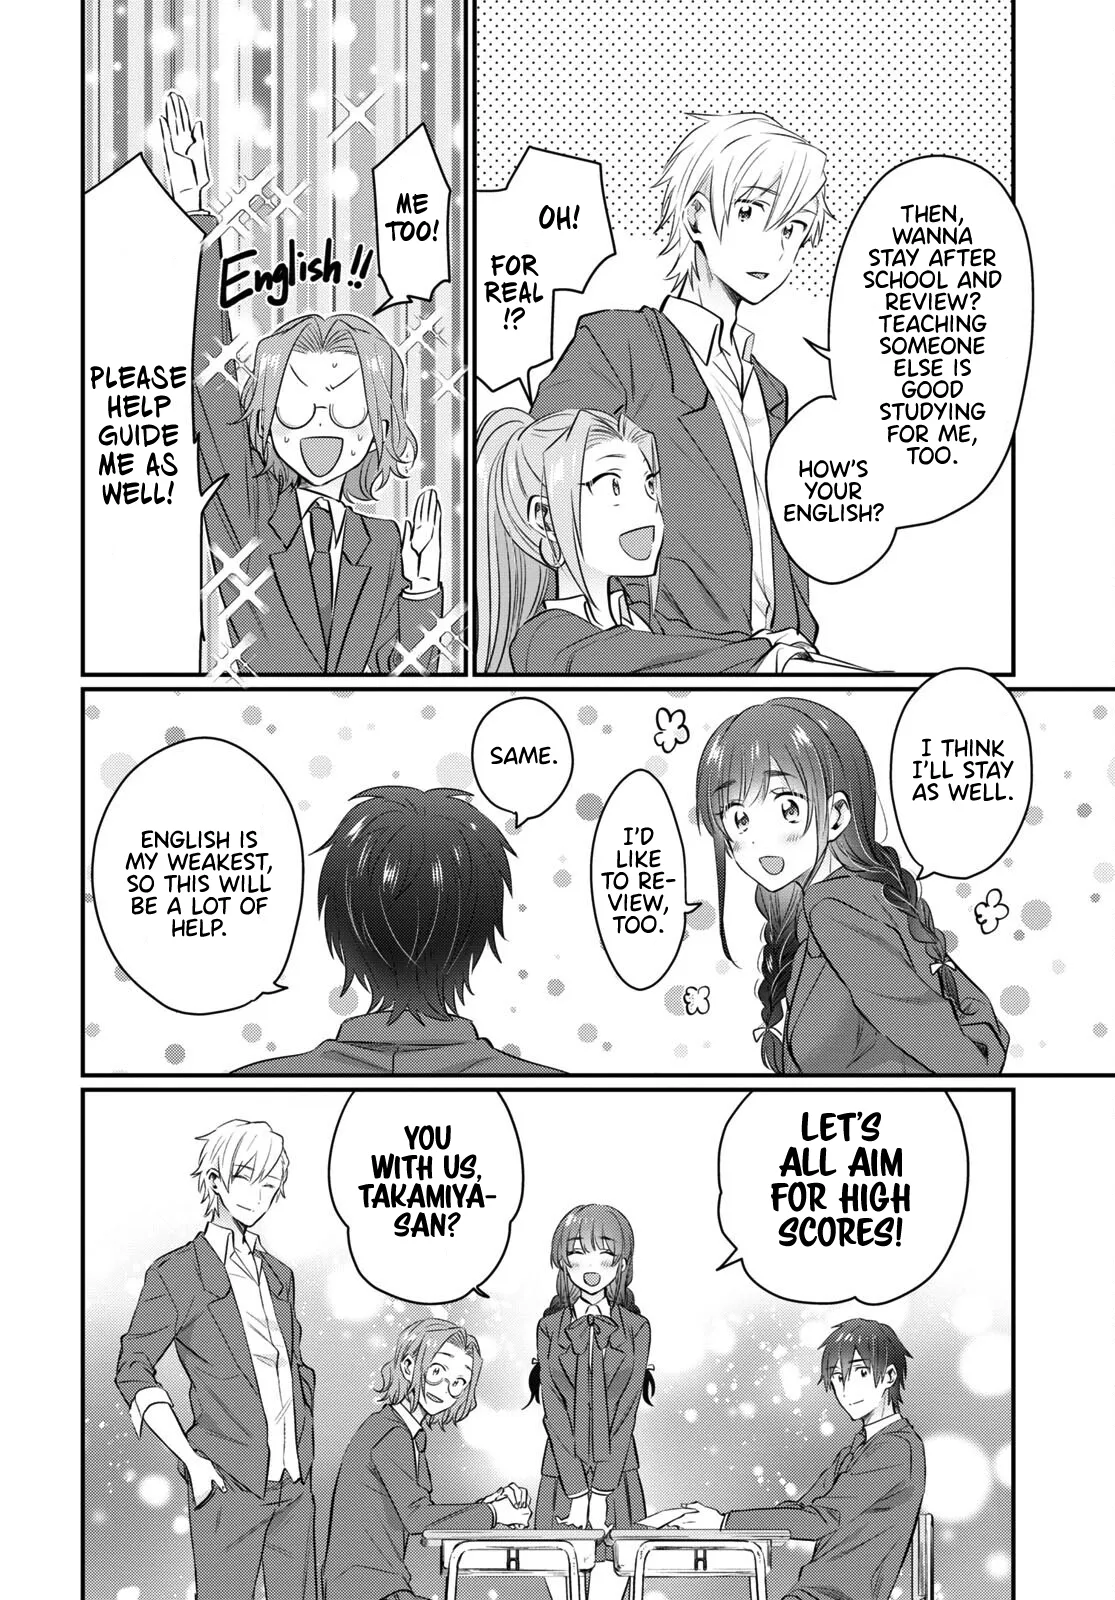 THEN,
WANNA
STAY AFTER
SCHOOL AND
REVIEW?
TEACHING
SOMEONE
ELSE IS
GOOD
STUDYING
FOR ME,
TOO.
HOW'S
YOUR
ENGLISH?
OH!
FOR
REAL
!?
ME
TOO!
English!!
PLEASE
HELP
GUIDE
ME AS
WELL!
I THINK
I'LL STAY
AS WELL.
I'D
LIKE
TO RE-
VIEW,
TOO.
SAME.
ENGLISH IS
MY WEAKEST,
SO THIS WILL
BE A LOT OF
HELP.
LET'S
ALL AIM
FOR HIGH
SCORES!
YOU
WITH US,
TAKAMIYA-
SAN?